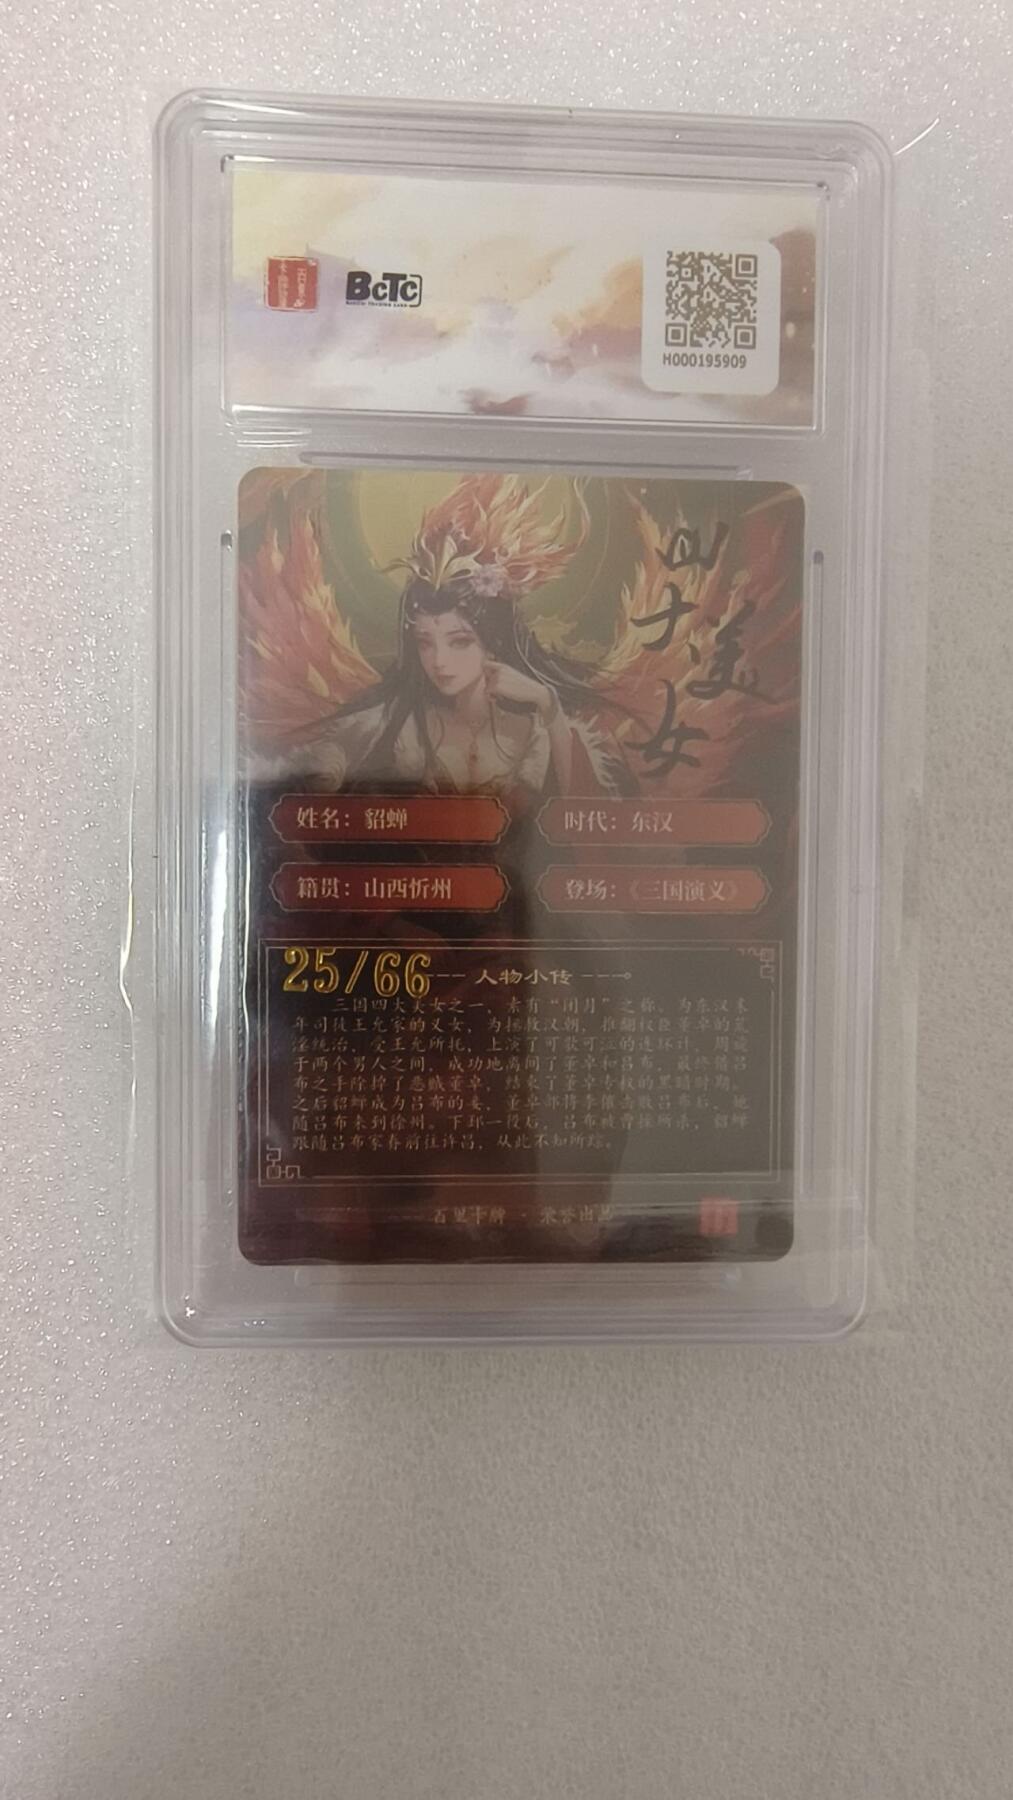 BcTC
H000195909
四大美女
姓名：貂蝉
时代：东汉
籍贯：山西忻州
登场：《三国演义》
25/66
人物小传
三国四大美女之一，素有“闭月”之称。为东汉末
年司徒王允家的义女，为拯救汉朝，推翻权臣董卓的荒
淫统治，受王允所托，上演了可歌可泣的连环计，周旋
于两个男人之间，成功地离间了董卓和吕布，最终借吕
布之手除掉了恶贼董卓，结束了董卓专权的黑暗时期。
之后貂蝉成为吕布的妾，董卓部将李傕击败吕布后，她
随吕布来到徐州。下邳一役后，吕布被曹操所杀，貂蝉
跟随吕布家眷前往许昌，从此不知所踪。
百里卡牌 · 荣誉出品